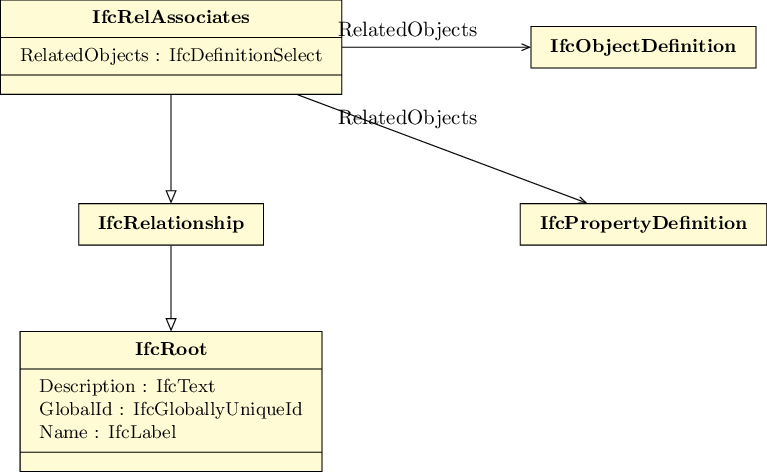 IfcRelAssociates
RelatedObjects : IfcDefinitionSelect
RelatedObjects
IfcObjectDefinition
RelatedObjects
IfcRelationship
IfcPropertyDefinition
IfcRoot
Description : IfcText
GlobalId : IfcGloballyUniqueId
Name : IfcLabel